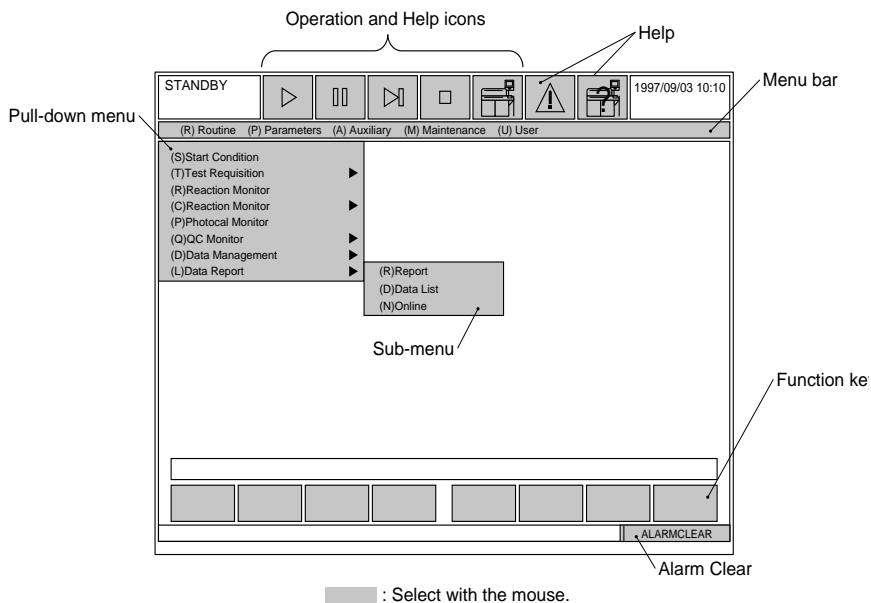 Operation and Help icons
Help
STANDBY
1997/09/03 10:10
Menu bar
Pull-down menu
(R) Routine (P) Parameters (A) Auxiliary (M) Maintenance (U) User
(S)Start Condition
(T)Test Requisition
(R)Reaction Monitor
(C)Reaction Monitor
(P)Photocal Monitor
(Q)QC Monitor
(D)Data Management
(L)Data Report
(R)Report
(D)Data List
(N)Online
Sub-menu
Function key
ALARMCLEAR
Alarm Clear
: Select with the mouse.